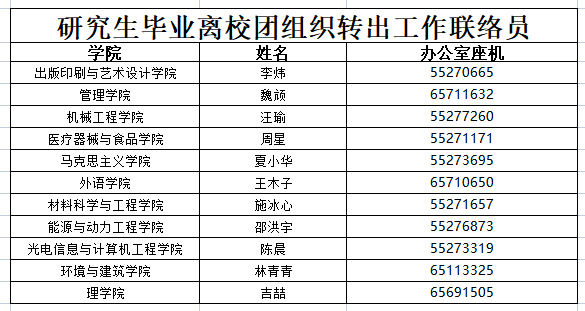 研究生毕业离校团组织转出工作联络员
学院 姓名 办公室座机
出版印刷与艺术设计学院 李炜 55270665
管理学院 魏颃 65711632
机械工程学院 汪瑜 55277260
医疗器械与食品学院 周星 55271171
马克思主义学院 夏小华 55273695
外语学院 王木子 65710650
材料科学与工程学院 施冰心 55271657
能源与动力工程学院 邵洪宇 55276873
光电信息与计算机工程学院 陈晨 55273319
环境与建筑学院 林青青 65113325
理学院 吉喆 65691505